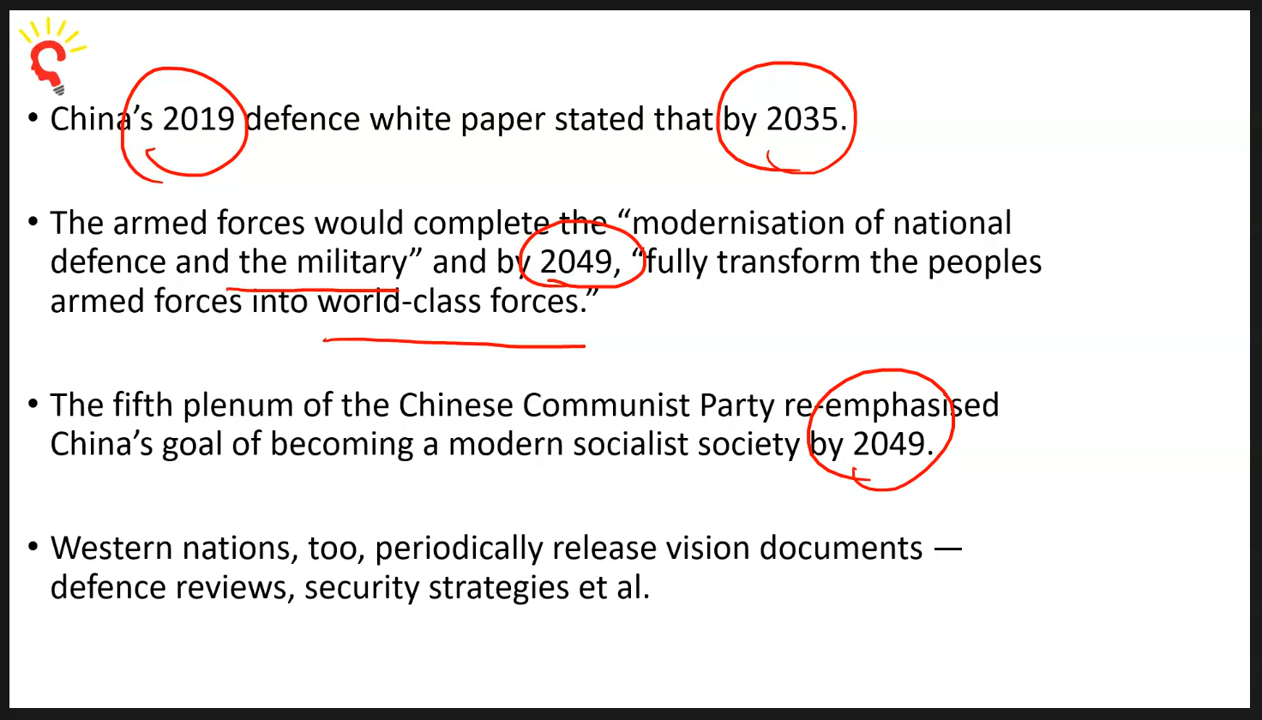 • China’s 2019 defence white paper stated that by 2035.
• The armed forces would complete the “modernisation of national
defence and the military” and by 2049, “fully transform the peoples
armed forces into world-class forces.”
• The fifth plenum of the Chinese Communist Party re-emphasised
China’s goal of becoming a modern socialist society by 2049.
• Western nations, too, periodically release vision documents —
defence reviews, security strategies et al.